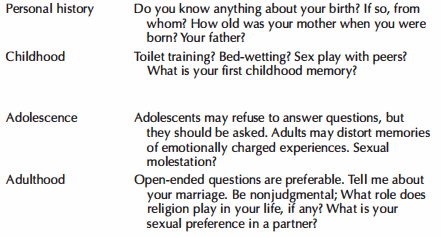 Personal history Do you know anything about your birth? If so, from
whom? How old was your mother when you were
born? Your father?
Childhood Toilet training? Bed-wetting? Sex play with peers?
What is your first childhood memory?
Adolescence Adolescents may refuse to answer questions, but
they should be asked. Adults may distort memories
of emotionally charged experiences. Sexual
molestation?
Adulthood Open-ended questions are preferable. Tell me about
your marriage. Be nonjudgmental; What role does
religion play in your life, if any? What is your
sexual preference in a partner?